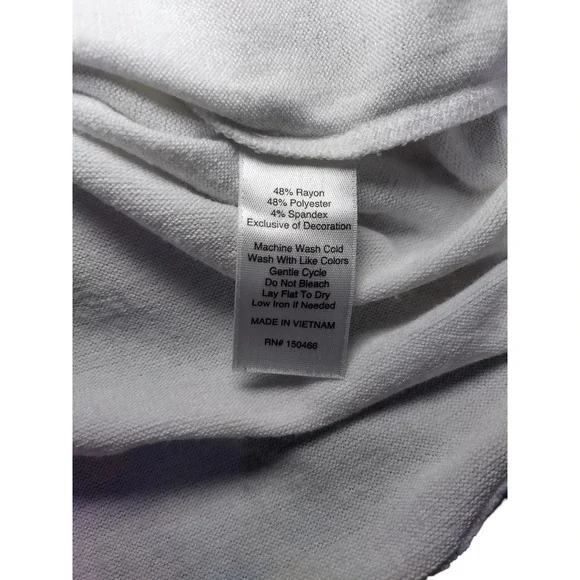 48% Rayon
48% Polyester
4% Spandex
Exclusive of Decoration
Machine Wash Cold
Wash With Like Colors
Gentle Cycle
Do Not Bleach
Lay Flat To Dry
Low Iron if Needed
MADE IN VIETNAM
RN# 150466